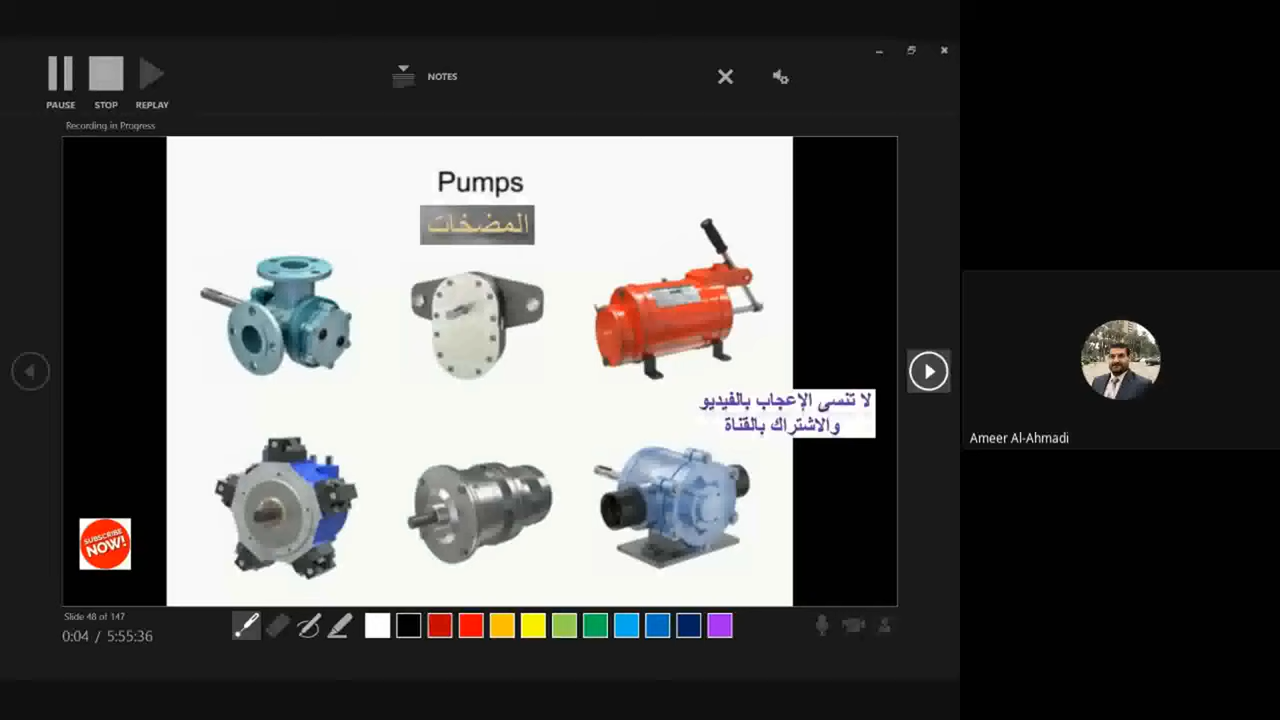 NOTES
PAUSE
STOP
REPLAY
Recording in Progress
Pumps
المضخات
لا تنسى الإعجاب بالفيديو
والاشتراك بالقناة
SUBSCRIBE
NOW!
Ameer Al-Ahmadi
Slide 48 of 147
0:04 / 5:55:36